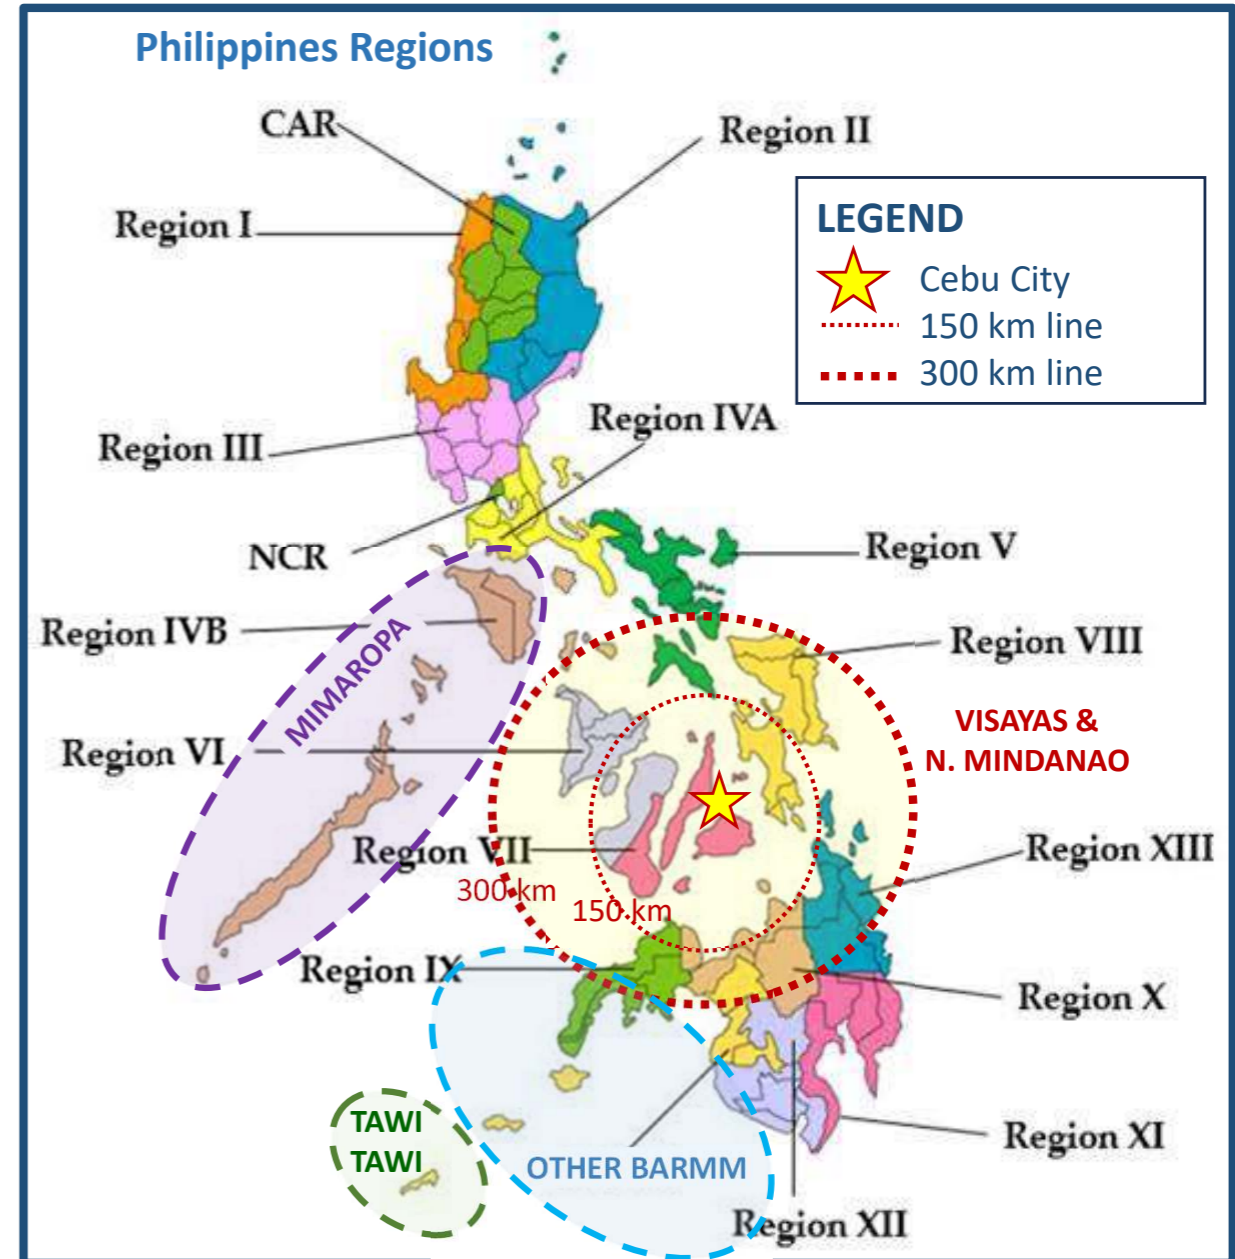 Philippines Regions
CAR
Region II
Region I
LEGEND
Cebu City
150 km line
300 km line
Region IVA
Region III
NCR
Region V
Region IVB
MIMAROPA
Region VIII
VISAYAS &
N. MINDANAO
Region VI
Region VII
Region XIII
300 km
150 km
Region IX
Region X
TAWI
TAWI
OTHER BARMM
Region XI
Region XII